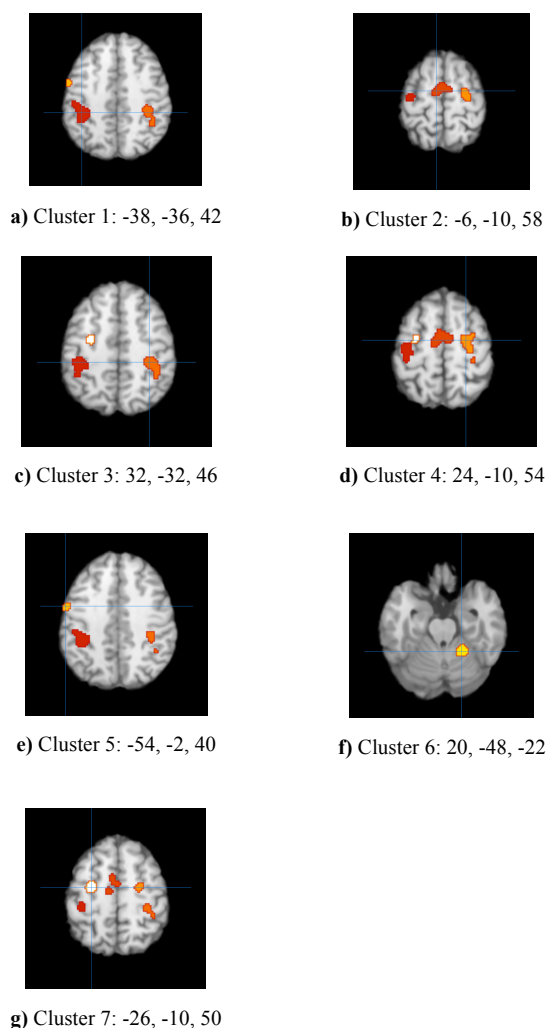 a) Cluster 1: -38, -36, 42
b) Cluster 2: -6, -10, 58
c) Cluster 3: 32, -32, 46
d) Cluster 4: 24, -10, 54
e) Cluster 5: -54, -2, 40
f) Cluster 6: 20, -48, -22
g) Cluster 7: -26, -10, 50